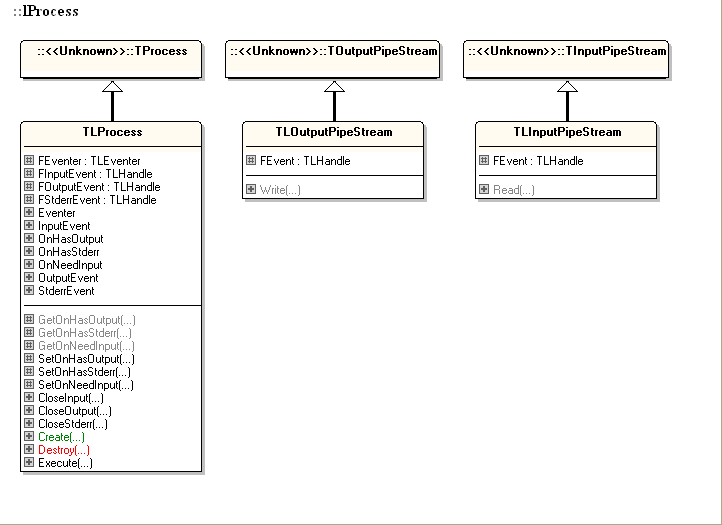 ::lProcess
::<<Unknown>>::TProcess
::<<Unknown>>::TOutputPipeStream
::<<Unknown>>::TInputPipeStream
TLProcess
FEventer : TLEventer
FInputEvent : TLHandle
FOutputEvent : TLHandle
FStderrEvent : TLHandle
Eventer
InputEvent
OnHasOutput
OnHasStderr
OnNeedInput
OutputEvent
StderrEvent
GetOnHasOutput(...)
GetOnHasStderr(...)
GetOnNeedInput(...)
SetOnHasOutput(...)
SetOnHasStderr(...)
SetOnNeedInput(...)
CloseInput(...)
CloseOutput(...)
CloseStderr(...)
Create(...)
Destroy(...)
Execute(...)
TLOutputPipeStream
FEvent : TLHandle
Write(...)
TLInputPipeStream
FEvent : TLHandle
Read(...)